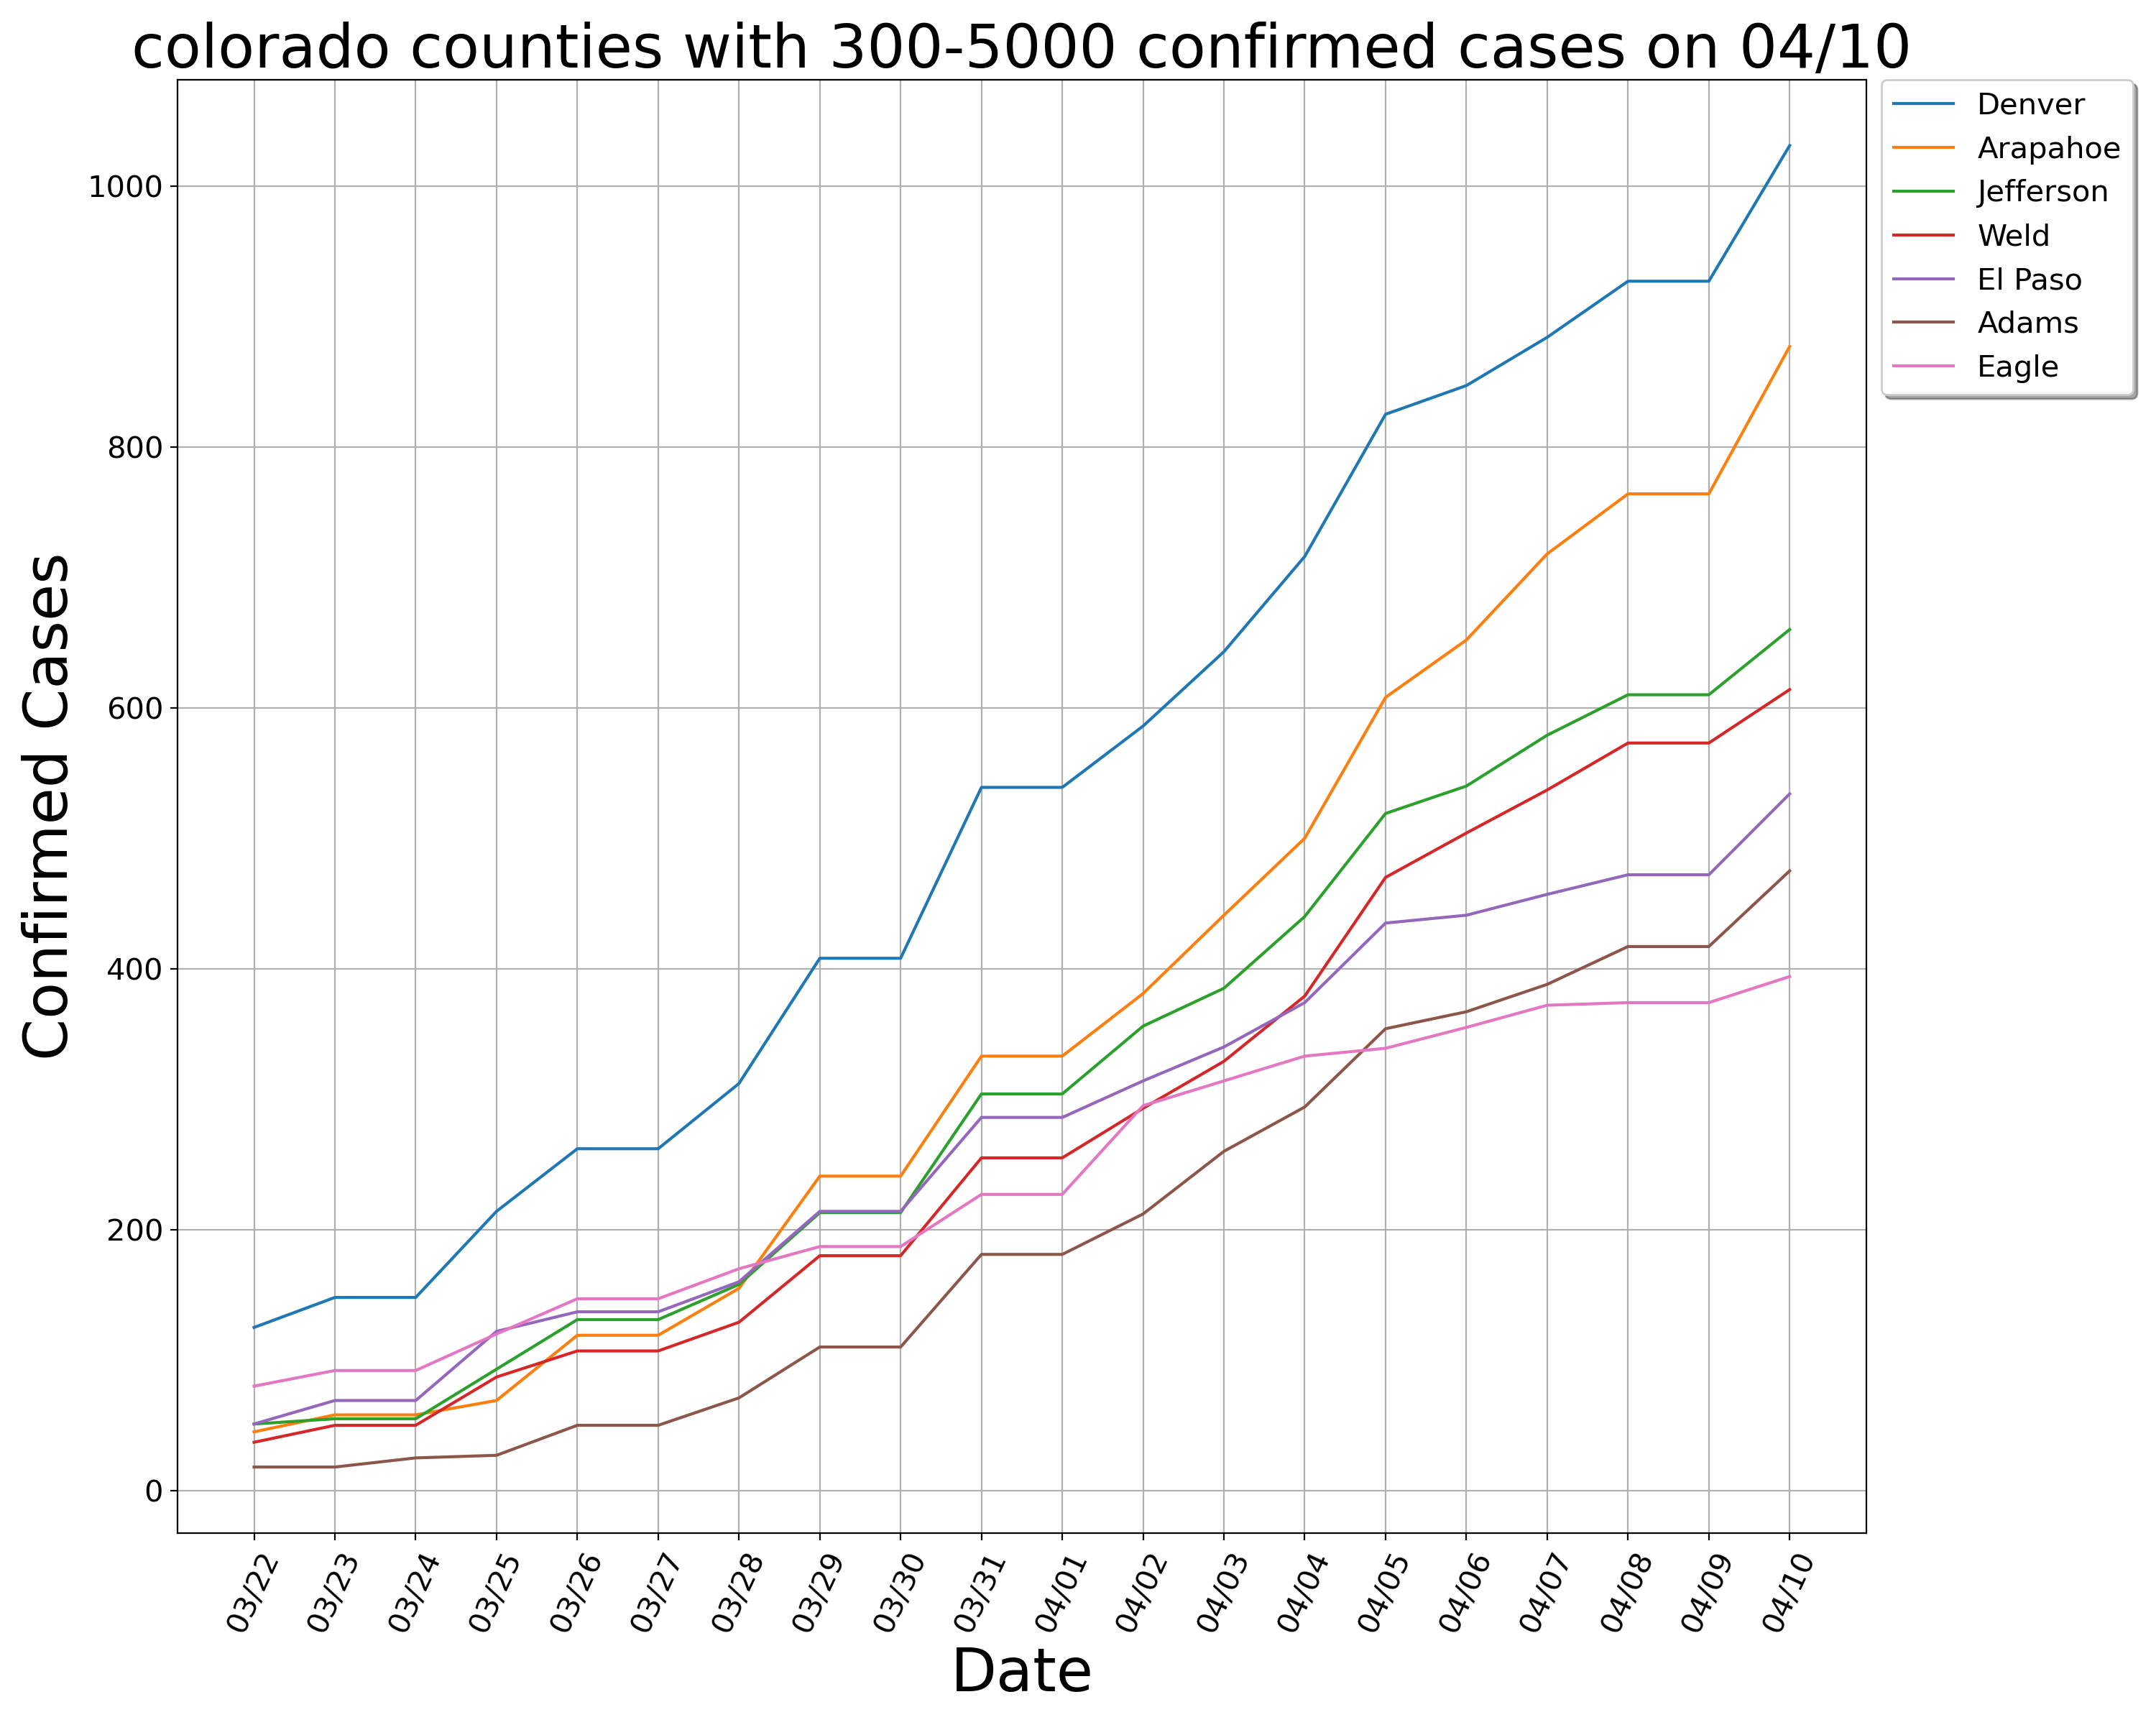 colorado counties with 300-5000 confirmed cases on 04/10
Denver
Arapahoe
Jefferson
Weld
El Paso
Adams
Eagle
Confirmed Cases
1000
800
600
400
200
0
03/22
03/23
03/24
03/25
03/26
03/27
03/28
03/29
03/30
03/31
04/01
04/02
04/03
04/04
04/05
04/06
04/07
04/08
04/09
04/10
Date